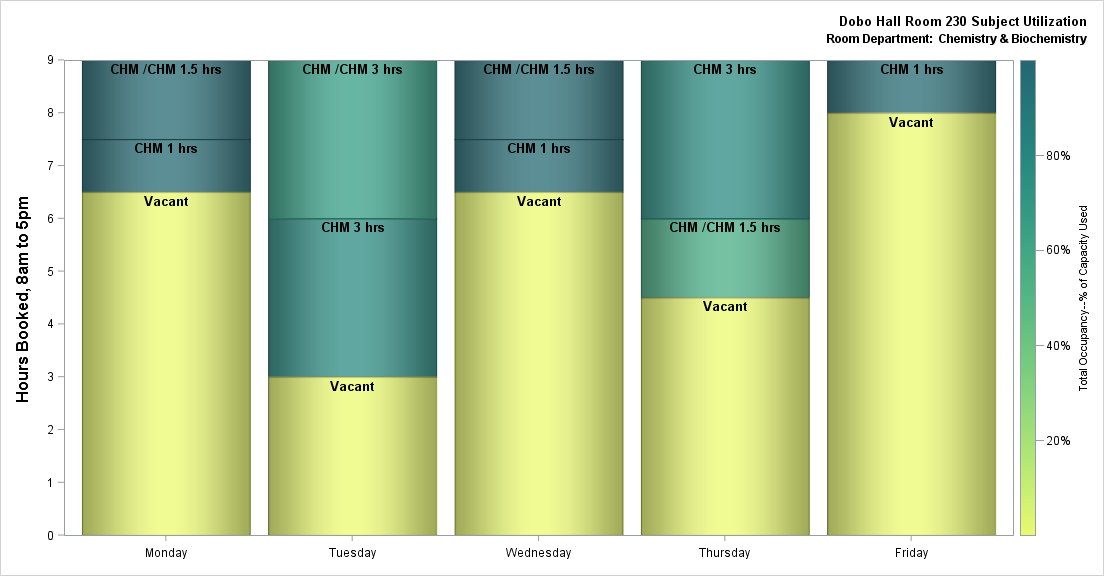 Dobo Hall Room 230 Subject Utilization
Room Department: Chemistry & Biochemistry
Hours Booked, 8am to 5pm
9
8
7
6
5
4
3
2
1
0
CHM /CHM 1.5 hrs
CHM 1 hrs
Vacant
CHM /CHM 3 hrs
CHM 3 hrs
Vacant
CHM /CHM 1.5 hrs
CHM 1 hrs
Vacant
CHM 3 hrs
CHM /CHM 1.5 hrs
Vacant
CHM 1 hrs
Vacant
Monday
Tuesday
Wednesday
Thursday
Friday
80%
60%
40%
20%
Total Occupancy--% of Capacity Used